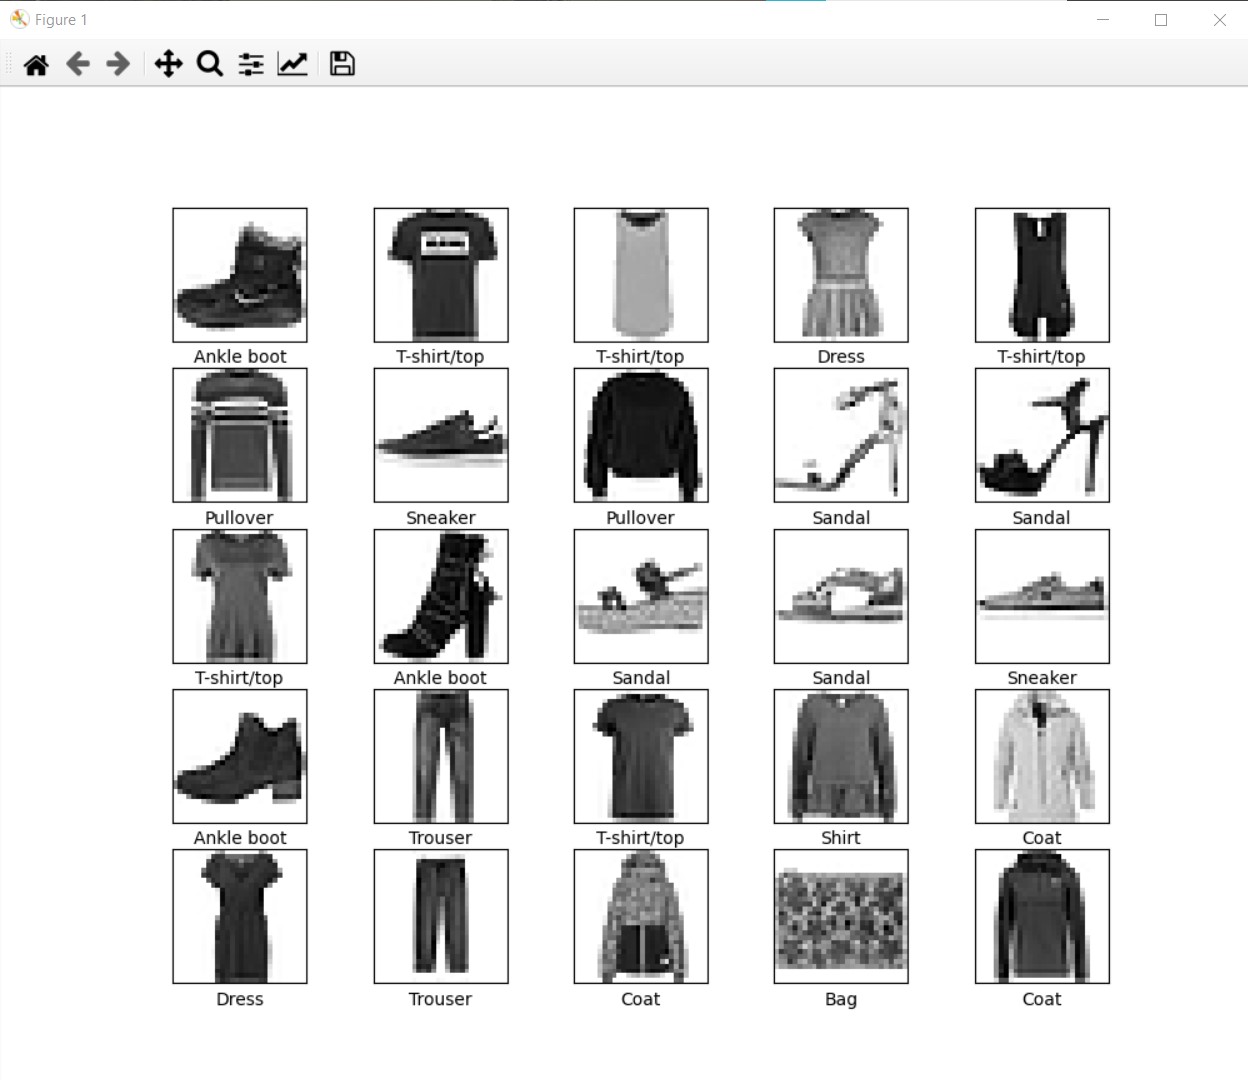 Figure 1
Ankle boot T-shirt/top T-shirt/top Dress T-shirt/top
Pullover Sneaker Pullover Sandal Sandal
T-shirt/top Ankle boot Sandal Sandal Sneaker
Ankle boot Trouser T-shirt/top Shirt Coat
Dress Trouser Coat Bag Coat